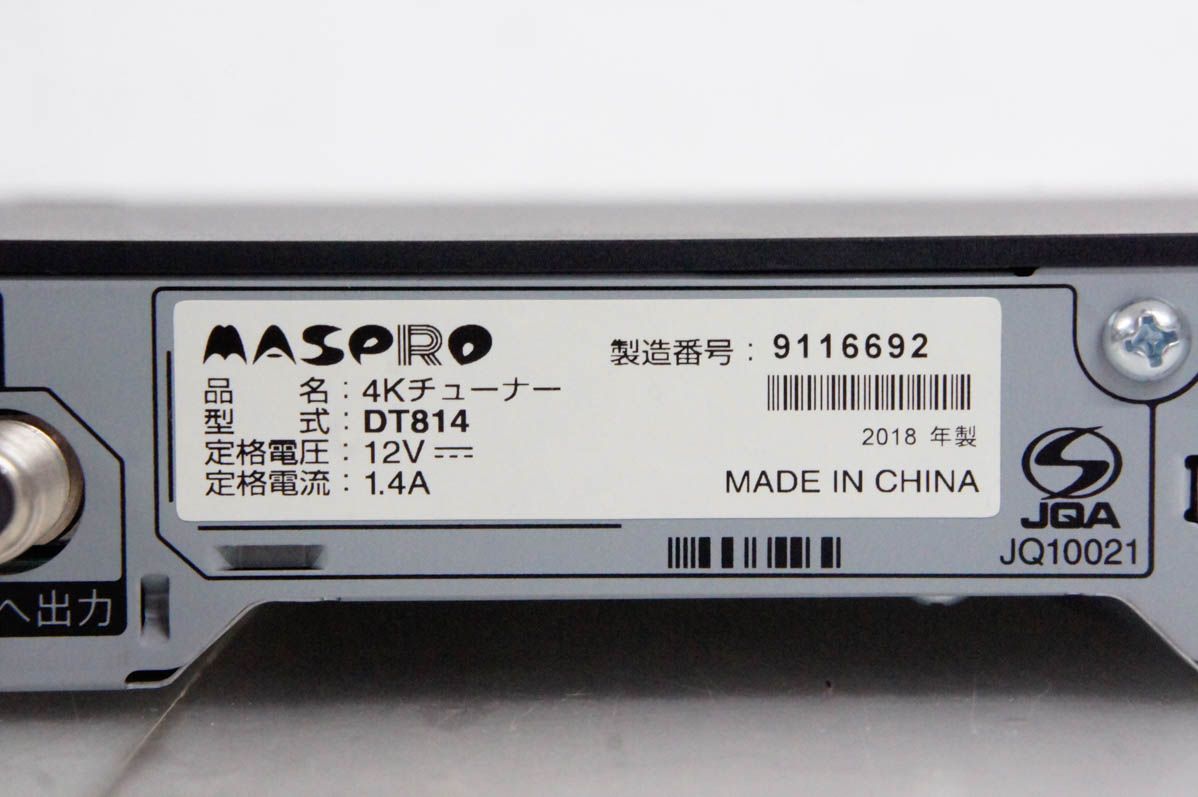 MASPRO
品名：4Kチューナー
型式：DT814
定格電圧：12V
定格電流：1.4A
製造番号：9116692
2018 年製
MADE IN CHINA
JQA
JQ10021
へ出力